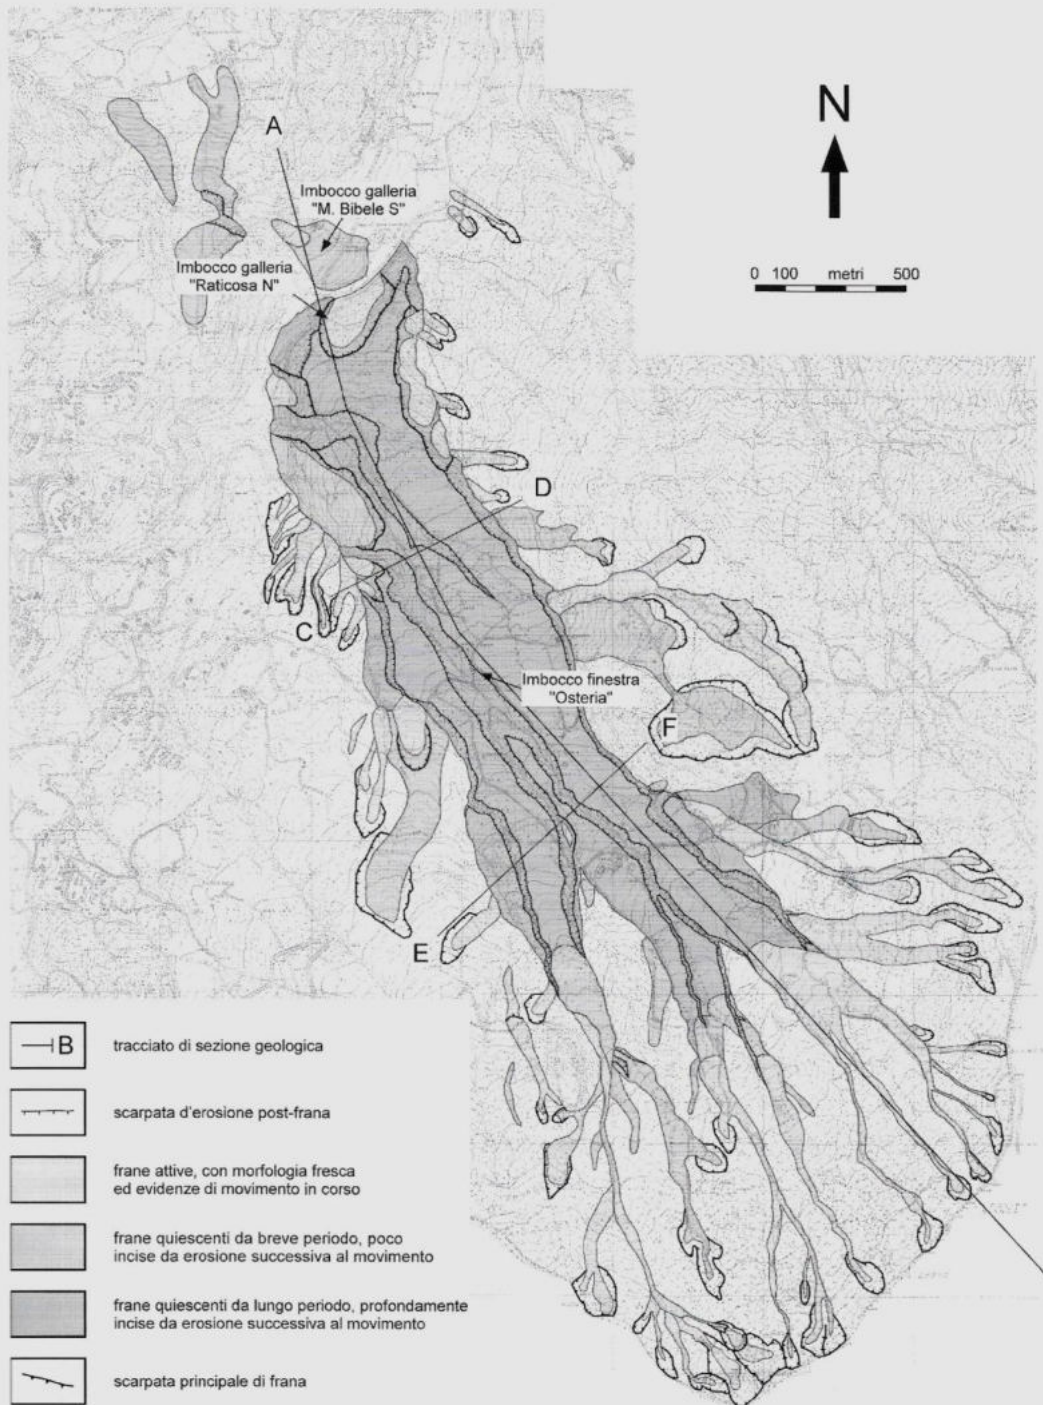 N
A
Imbocco galleria
"M. Bibele S"
Imbocco galleria
"Raticosa N"
0 100 metri 500
D
C
Imbocco finestra
"Osteria"
F
E
B
tracciato di sezione geologica
scarpata d'erosione post-frana
frane attive, con morfologia fresca
ed evidenze di movimento in corso
frane quiescenti da breve periodo, poco
incise da erosione successiva al movimento
frane quiescenti da lungo periodo, profondamente
incise da erosione successiva al movimento
scarpata principale di frana